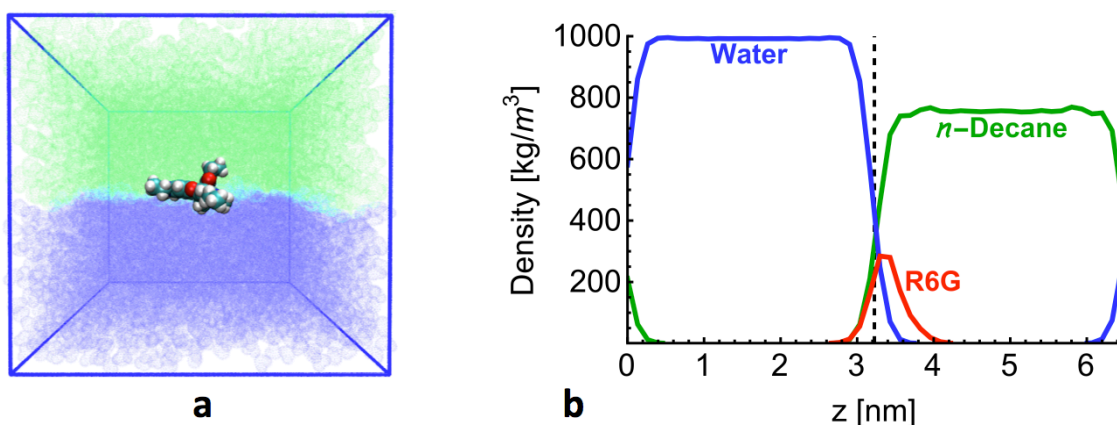 a
b
Density [kg/m³]
1000
800
600
400
200
Water
n-Decane
R6G
0 1 2 3 4 5 6
z [nm]